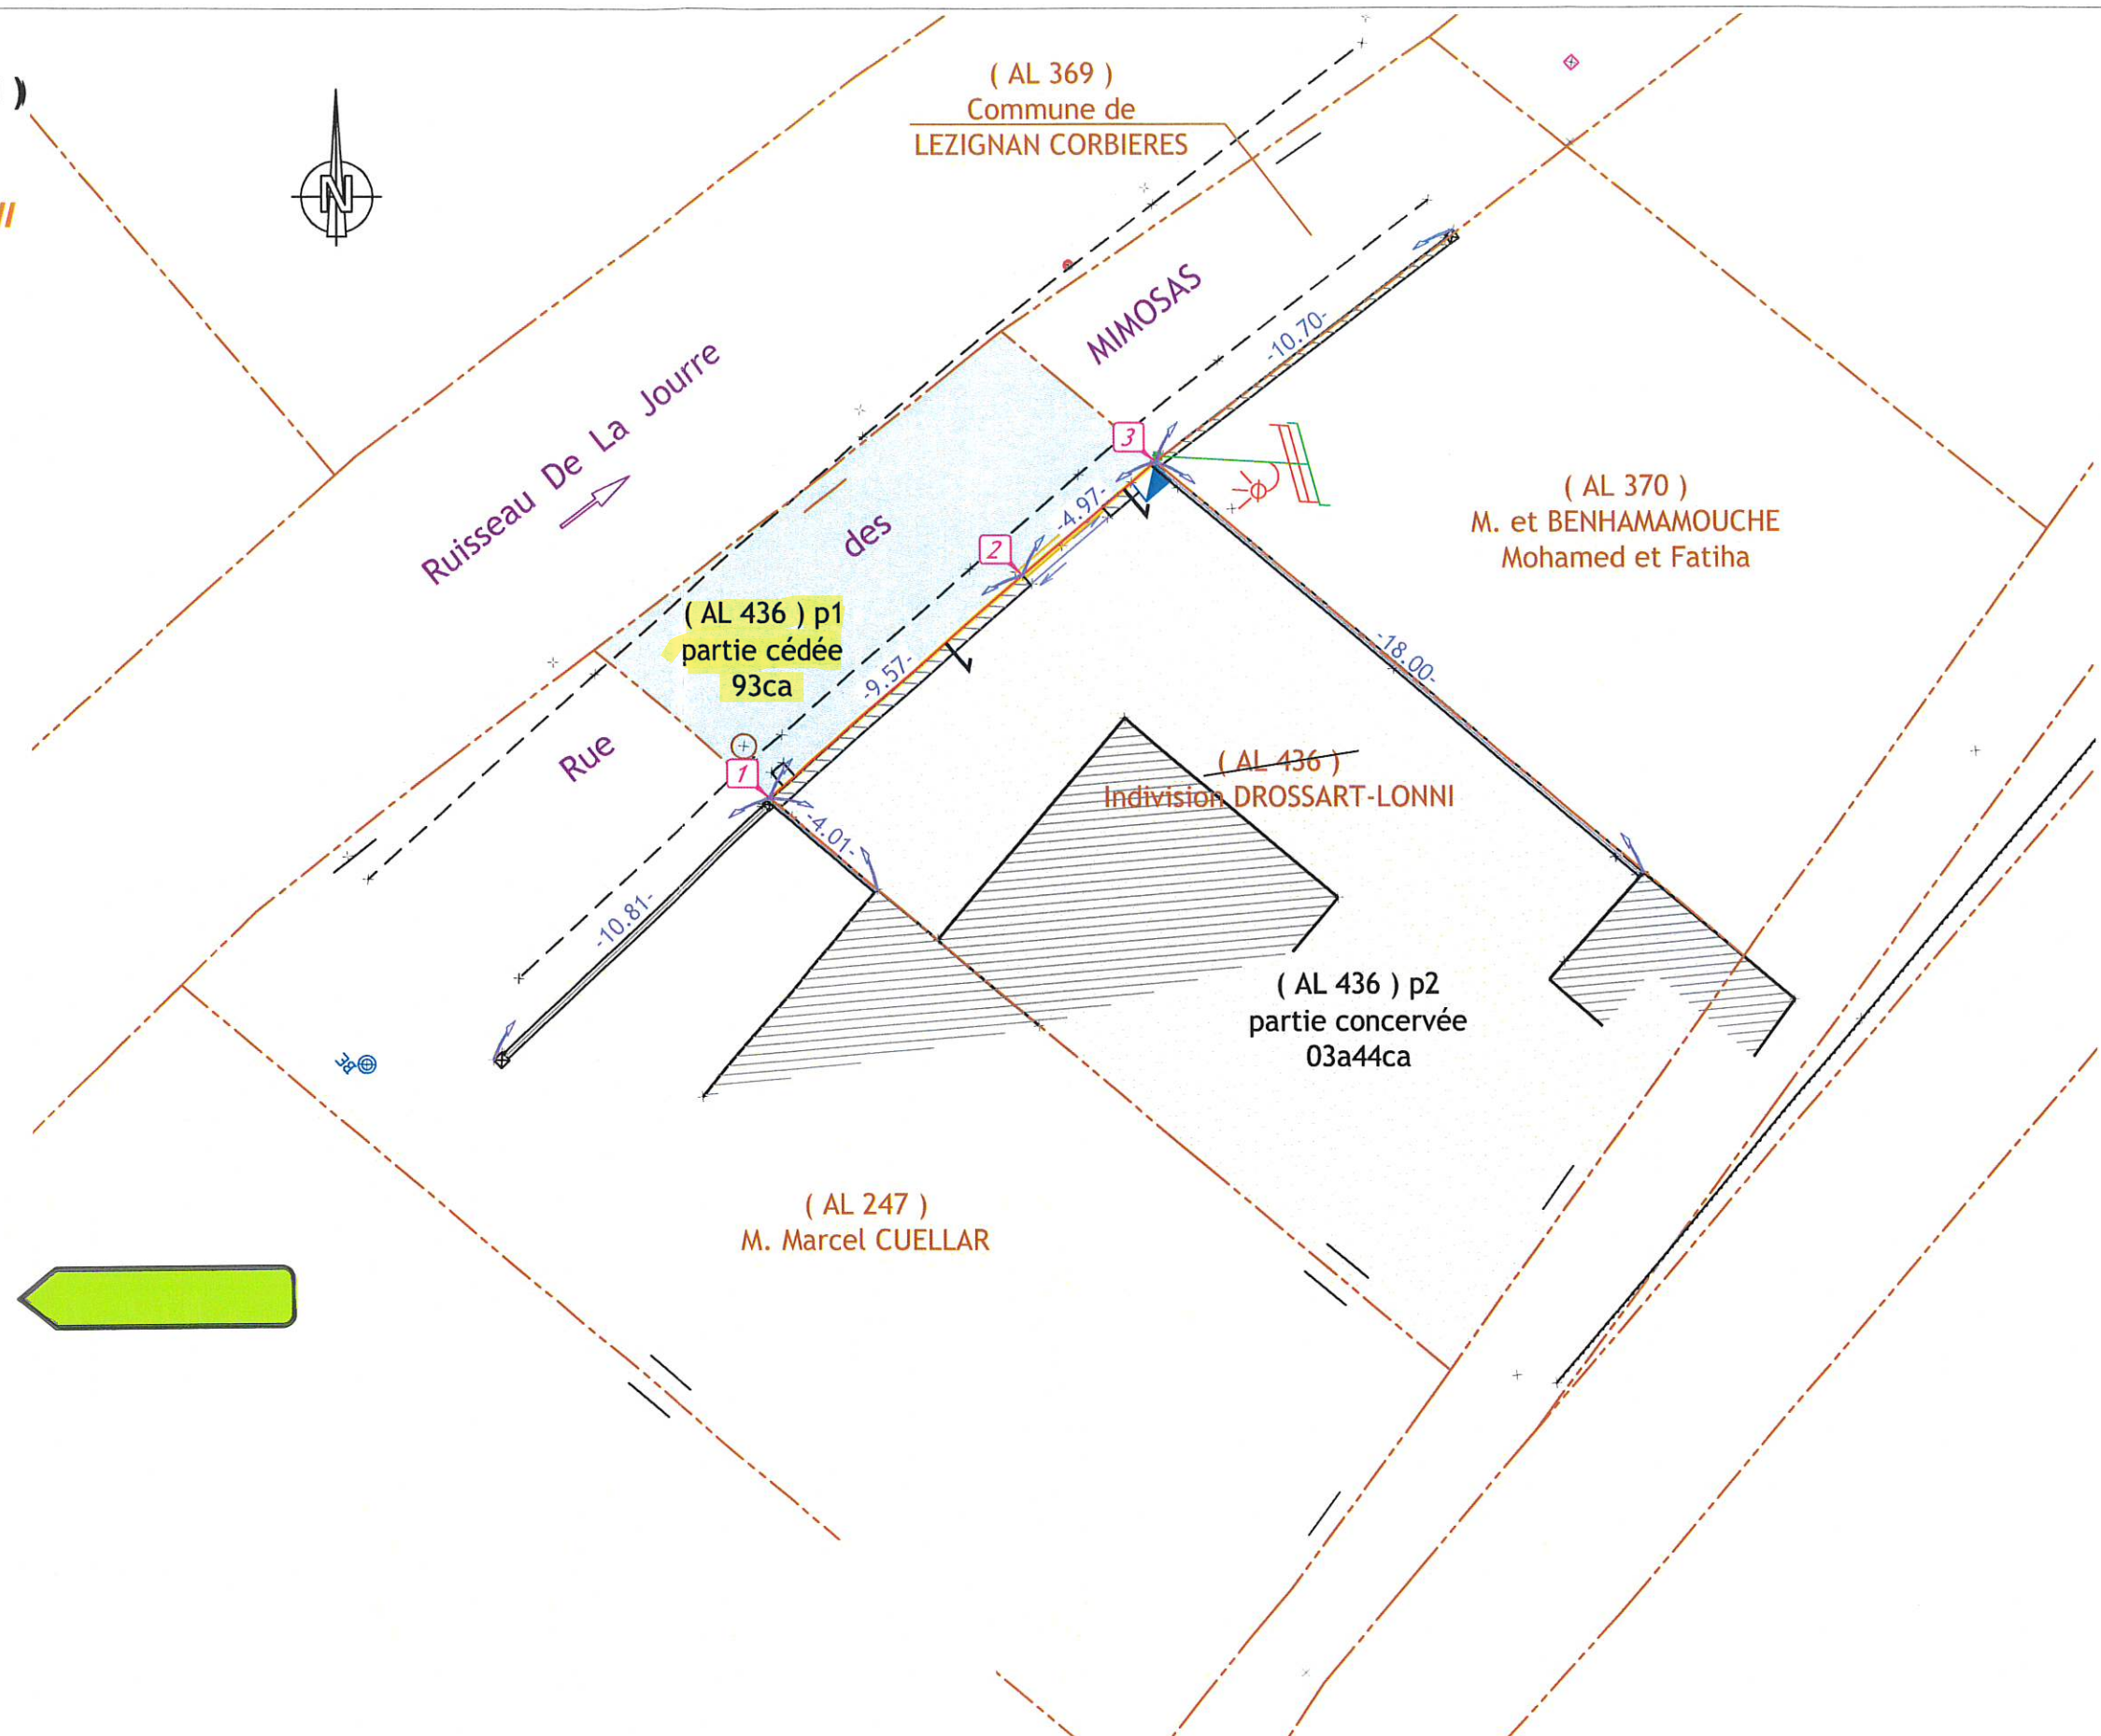 )
//
N
( AL 369 )
Commune de
LEZIGNAN CORBIERES
Ruisseau De La Jourre
Rue des MIMOSAS
-10.70-
3
-4.97-
2
( AL 370 )
M. et BENHAMAMOUCHE
Mohamed et Fatiha
( AL 436 ) p1
partie cédée
93ca
-9.57-
-18.00-
1
-4.01-
( AL 436 )
Indivision DROSSART-LONNI
-10.81-
( AL 436 ) p2
partie concervée
03a44ca
BE
( AL 247 )
M. Marcel CUELLAR